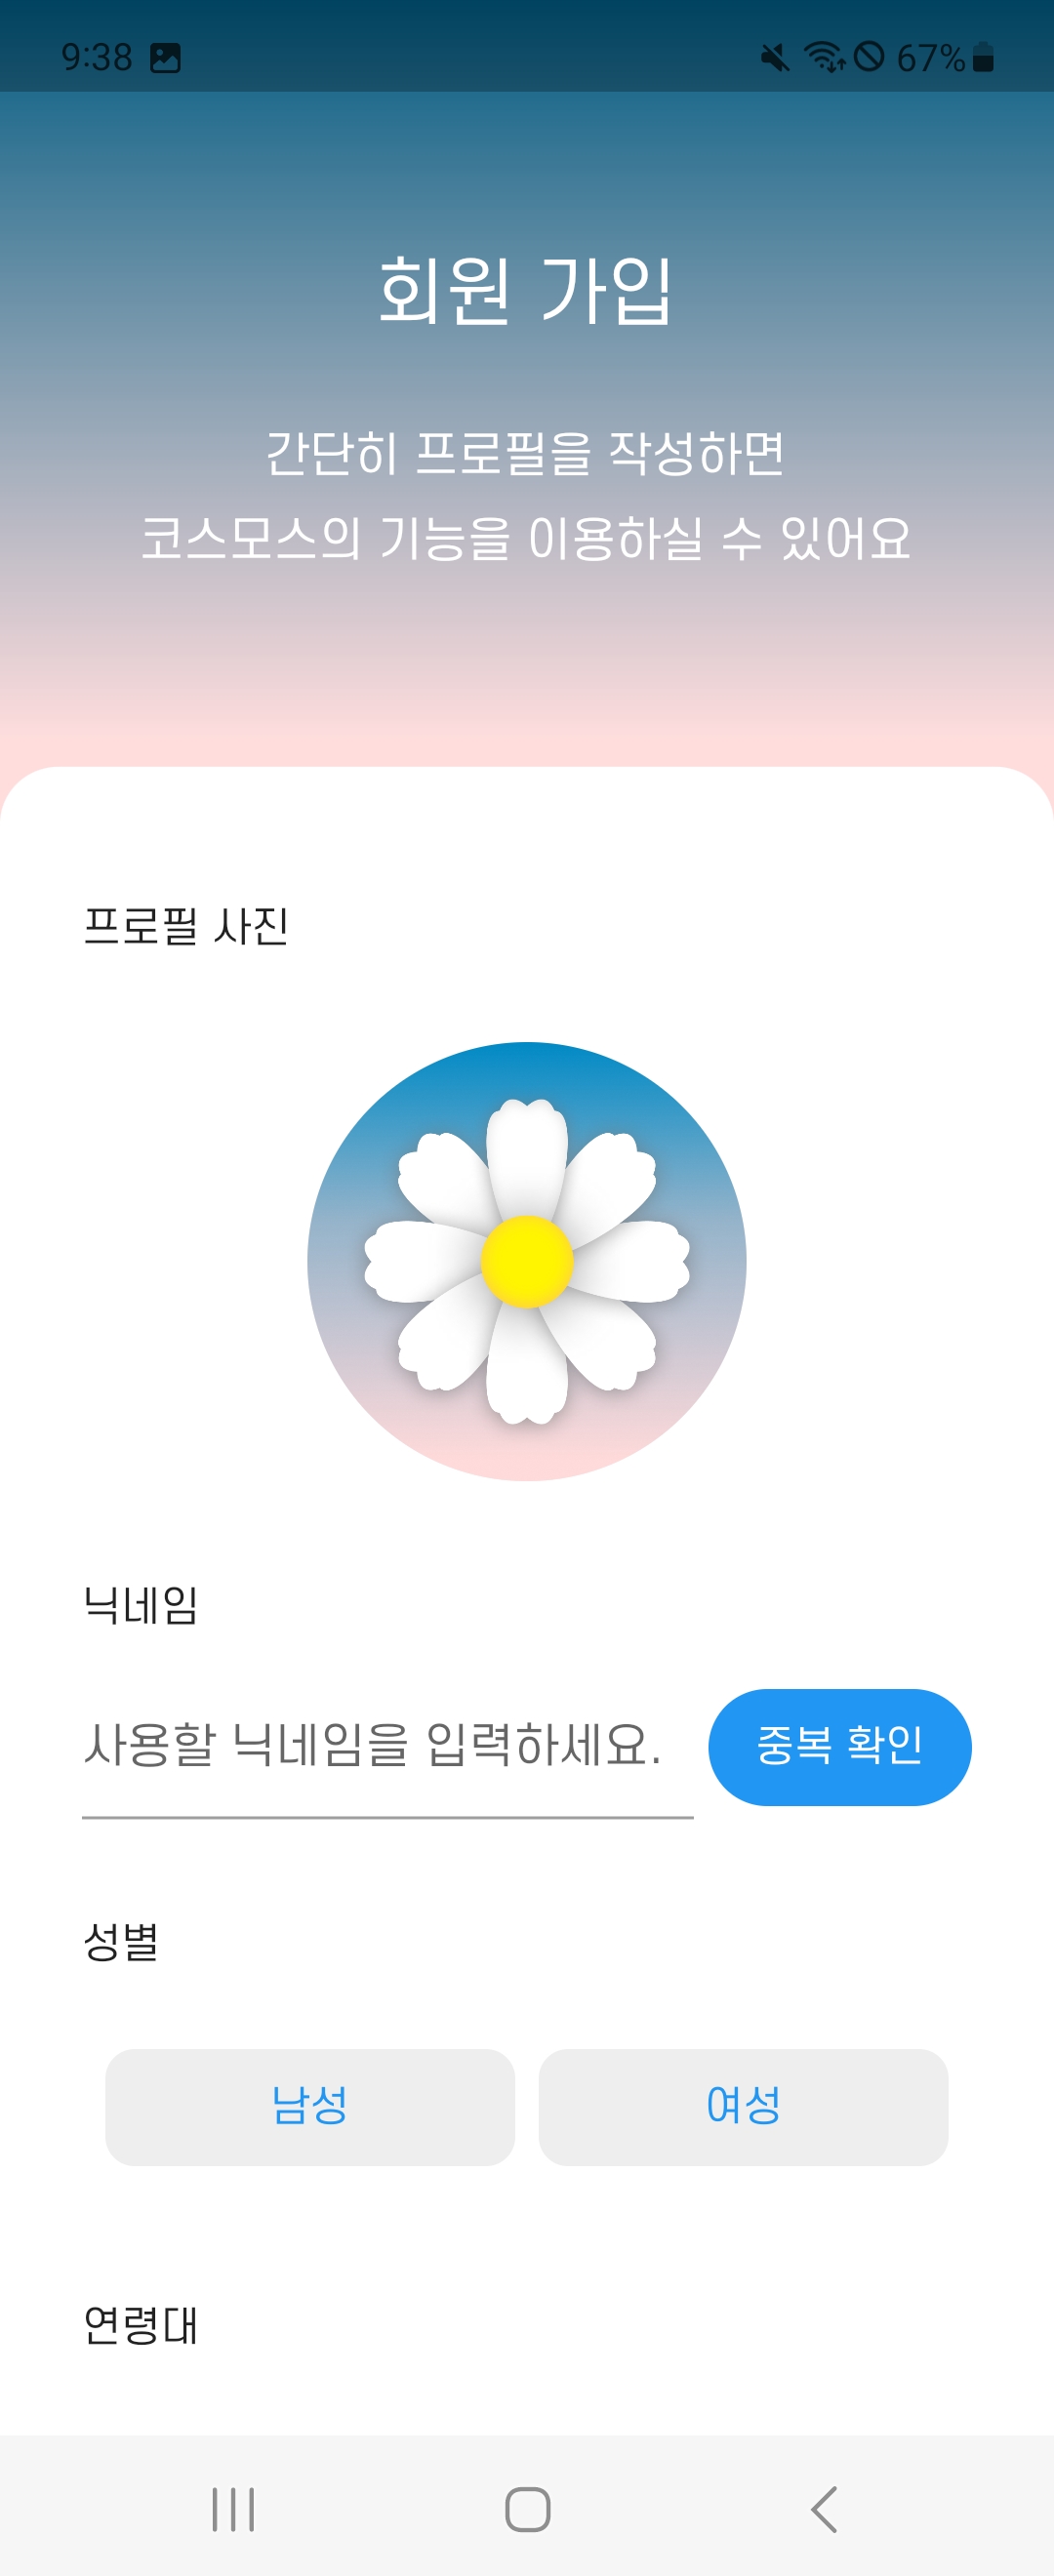 9:38
67%
회원 가입
간단히 프로필을 작성하면
코스모스의 기능을 이용하실 수 있어요
프로필 사진
닉네임
사용할 닉네임을 입력하세요.
중복 확인
성별
남성
여성
연령대